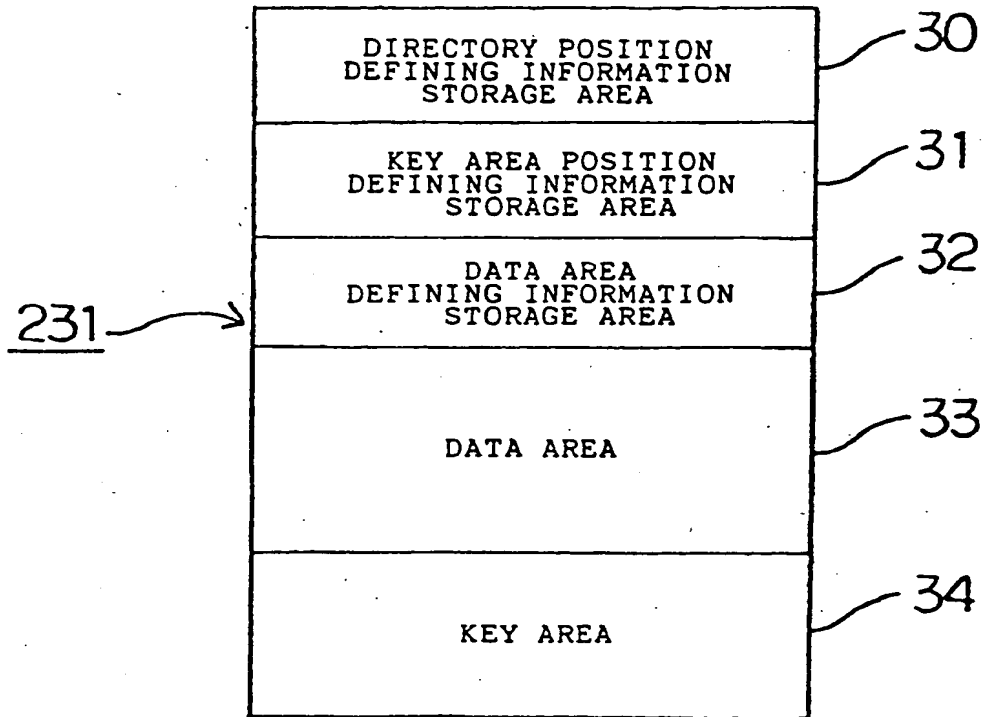 DIRECTORY POSITION
DEFINING INFORMATION
STORAGE AREA
30
KEY AREA POSITION
DEFINING INFORMATION
STORAGE AREA
31
DATA AREA
DEFINING INFORMATION
STORAGE AREA
32
231
DATA AREA
33
KEY AREA
34